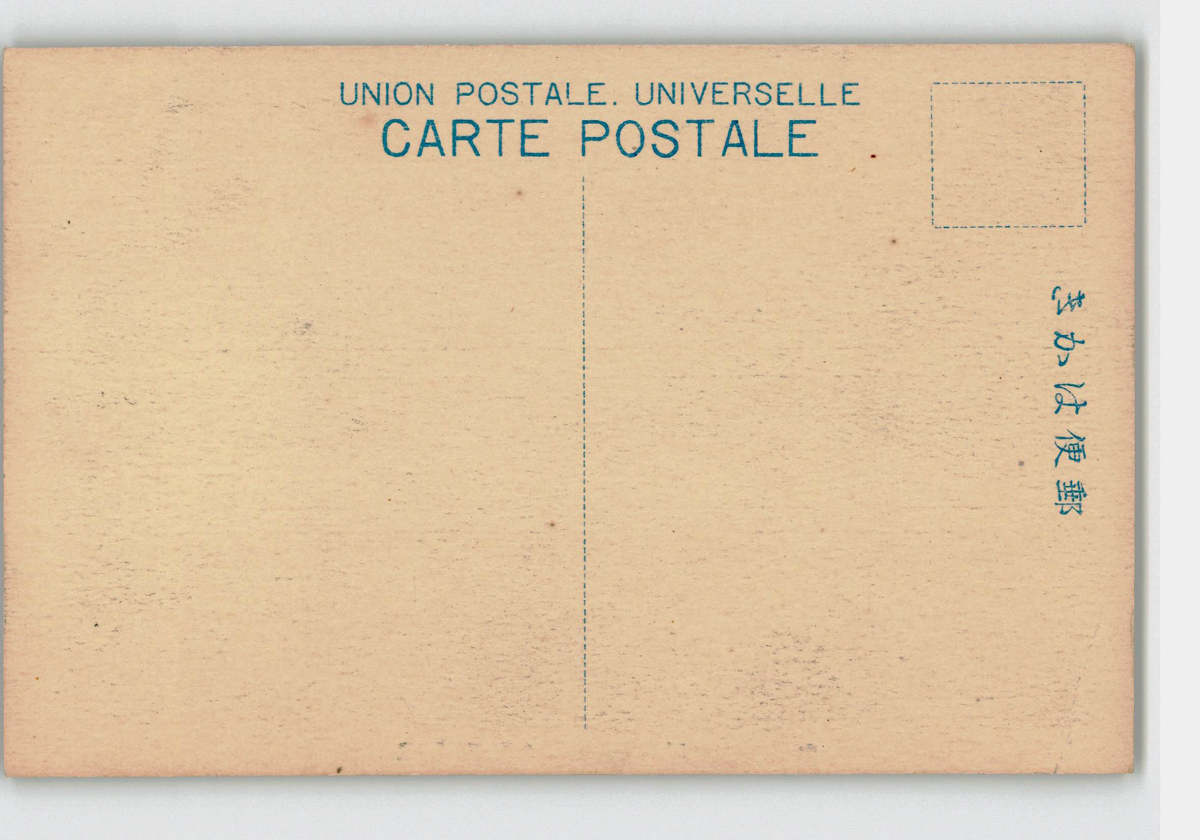 UNION POSTALE. UNIVERSELLE
CARTE POSTALE
郵便はかき